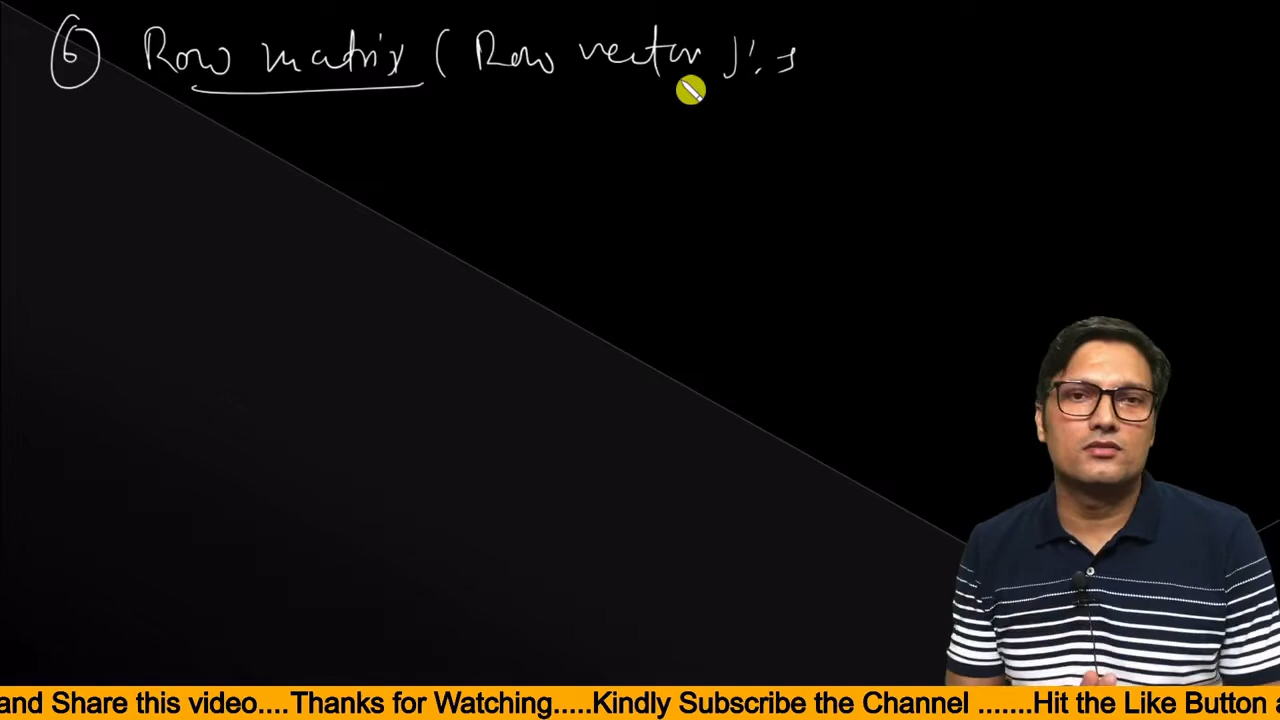 ⑥ Row matrix ( Row vector ) :-
and Share this video....Thanks for Watching.....Kindly Subscribe the Channel .......Hit the Like Button a